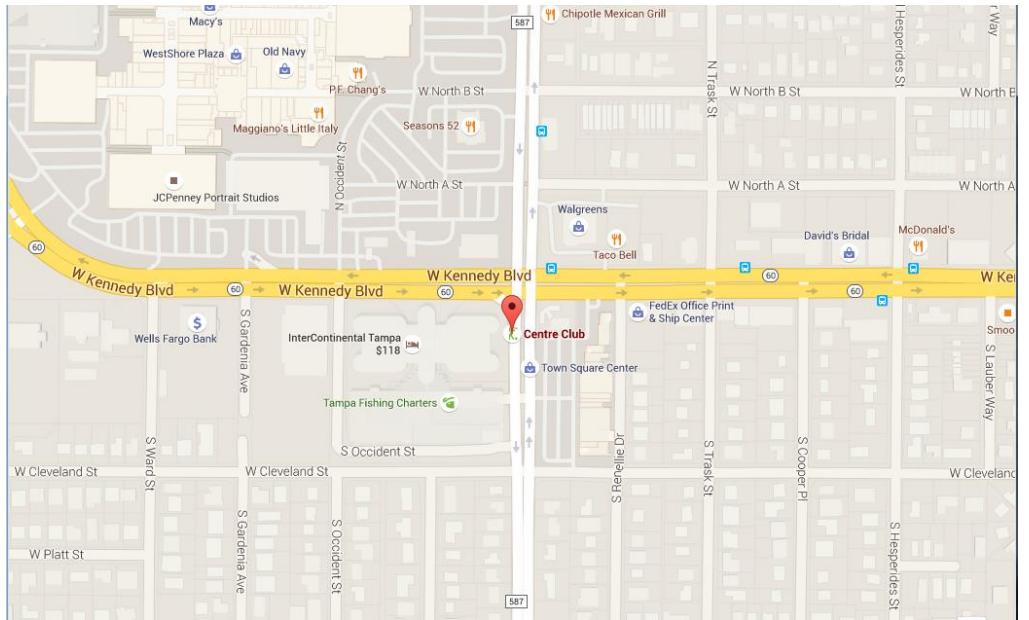 Macy's
587
Chipotle Mexican Grill
N Hesperides St
er Way
WestShore Plaza
Old Navy
P.F. Chang's
W North B St
N Trask St
W North B St
W North B
Maggiano's Little Italy
Seasons 52
N Occident St
JCPenney Portrait Studios
W North A St
W North A St
W North A
Walgreens
Taco Bell
David's Bridal
McDonald's
60
W Kennedy Blvd
60
W Kennedy Blvd
60
W Kennedy Blvd
60
60
W Ke
Wells Fargo Bank
S Gardenia Ave
InterContinental Tampa
$118
Centre Club
FedEx Office Print
& Ship Center
Smoo
Town Square Center
S Lauber Way
Tampa Fishing Charters
S Ward St
S Occident St
S Renellie Dr
S Trask St
S Cooper Pl
W Cleveland St
W Cleveland St
W Cleveland
S Gardenia Ave
S Occident St
S Hesperides St
W Platt St
587